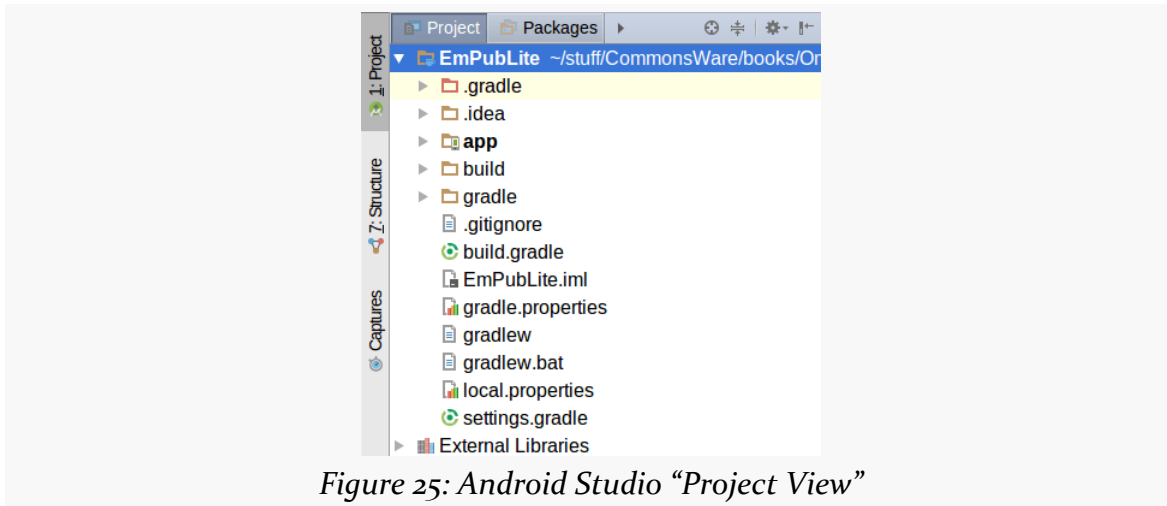 Project Packages
EmPubLite ~/stuff/CommonsWare/books/Or
.gradle
.idea
app
build
gradle
.gitignore
build.gradle
EmPubLite.iml
gradle.properties
gradlew
gradlew.bat
local.properties
settings.gradle
External Libraries
1: Project
7: Structure
Captures
Figure 25: Android Studio “Project View”